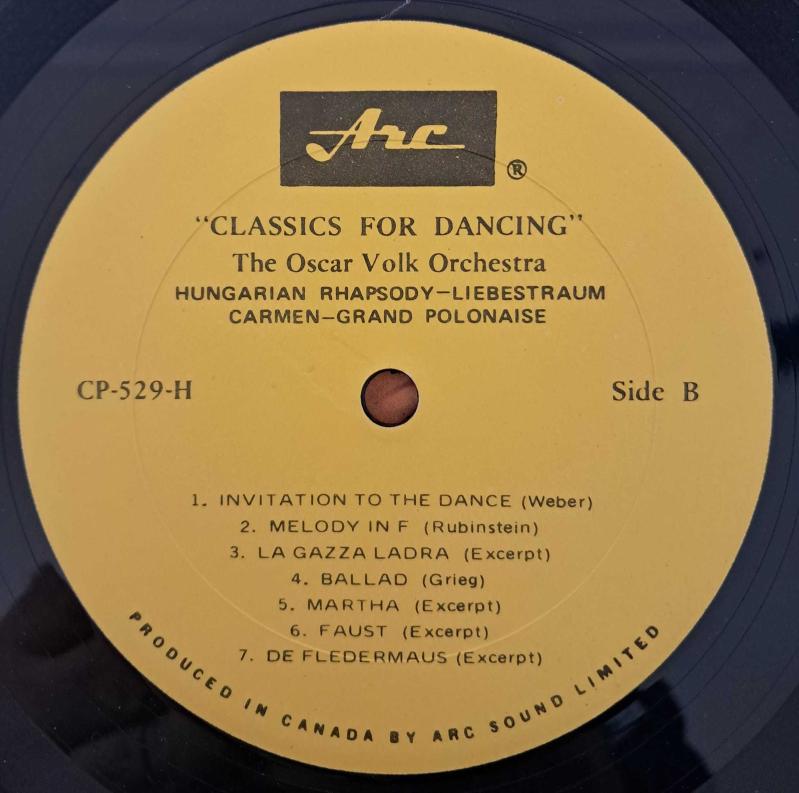 Arc
®
"CLASSICS FOR DANCING"
The Oscar Volk Orchestra
HUNGARIAN RHAPSODY—LIEBESTRAUM
CARMEN—GRAND POLONAISE
CP-529-H
Side B
1. INVITATION TO THE DANCE (Weber)
2. MELODY IN F (Rubinstein)
3. LA GAZZA LADRA (Excerpt)
4. BALLAD (Grieg)
5. MARTHA (Excerpt)
6. FAUST (Excerpt)
7. DE FLEDERMAUS (Excerpt)
PRODUCED IN CANADA BY ARC SOUND LIMITED